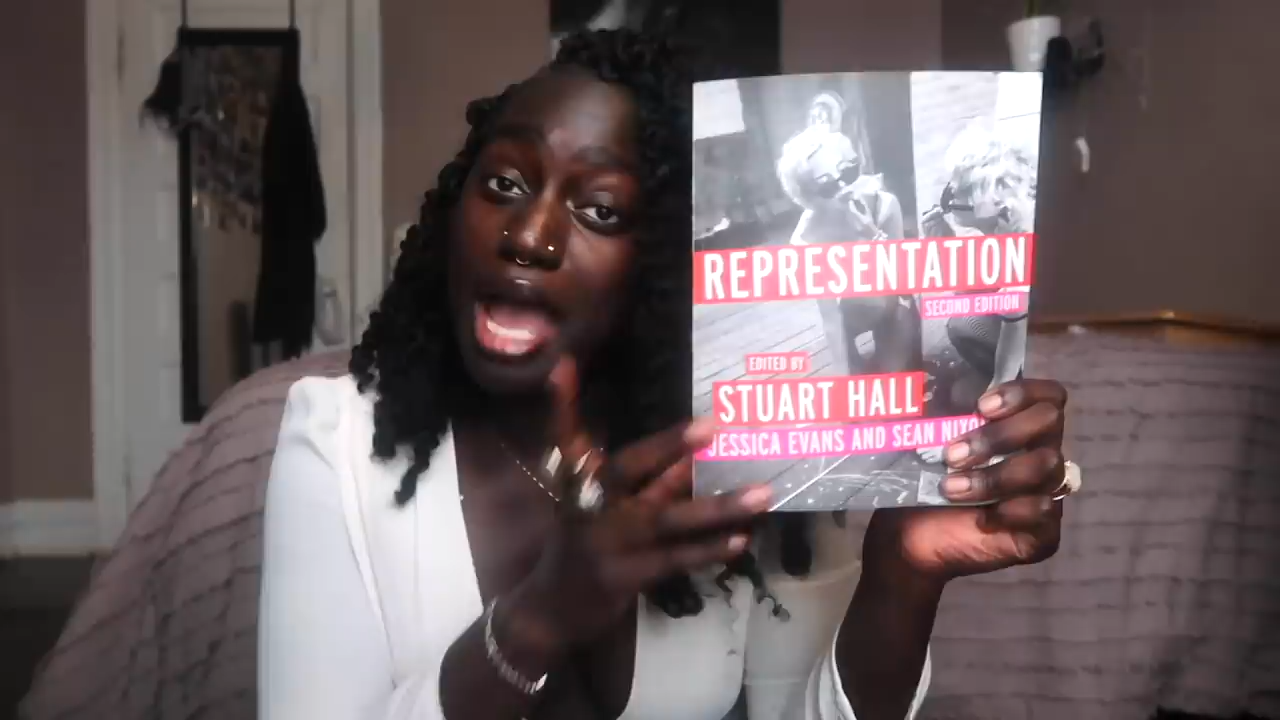 REPRESENTATION
SECOND EDITION
EDITED BY
STUART HALL
JESSICA EVANS AND SEAN NIXON